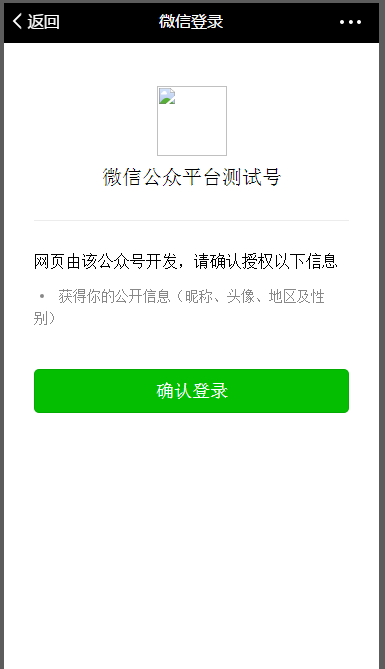 返回 微信登录
微信公众平台测试号
网页由该公众号开发，请确认授权以下信息
• 获得你的公开信息（昵称、头像、地区及性
别）
确认登录